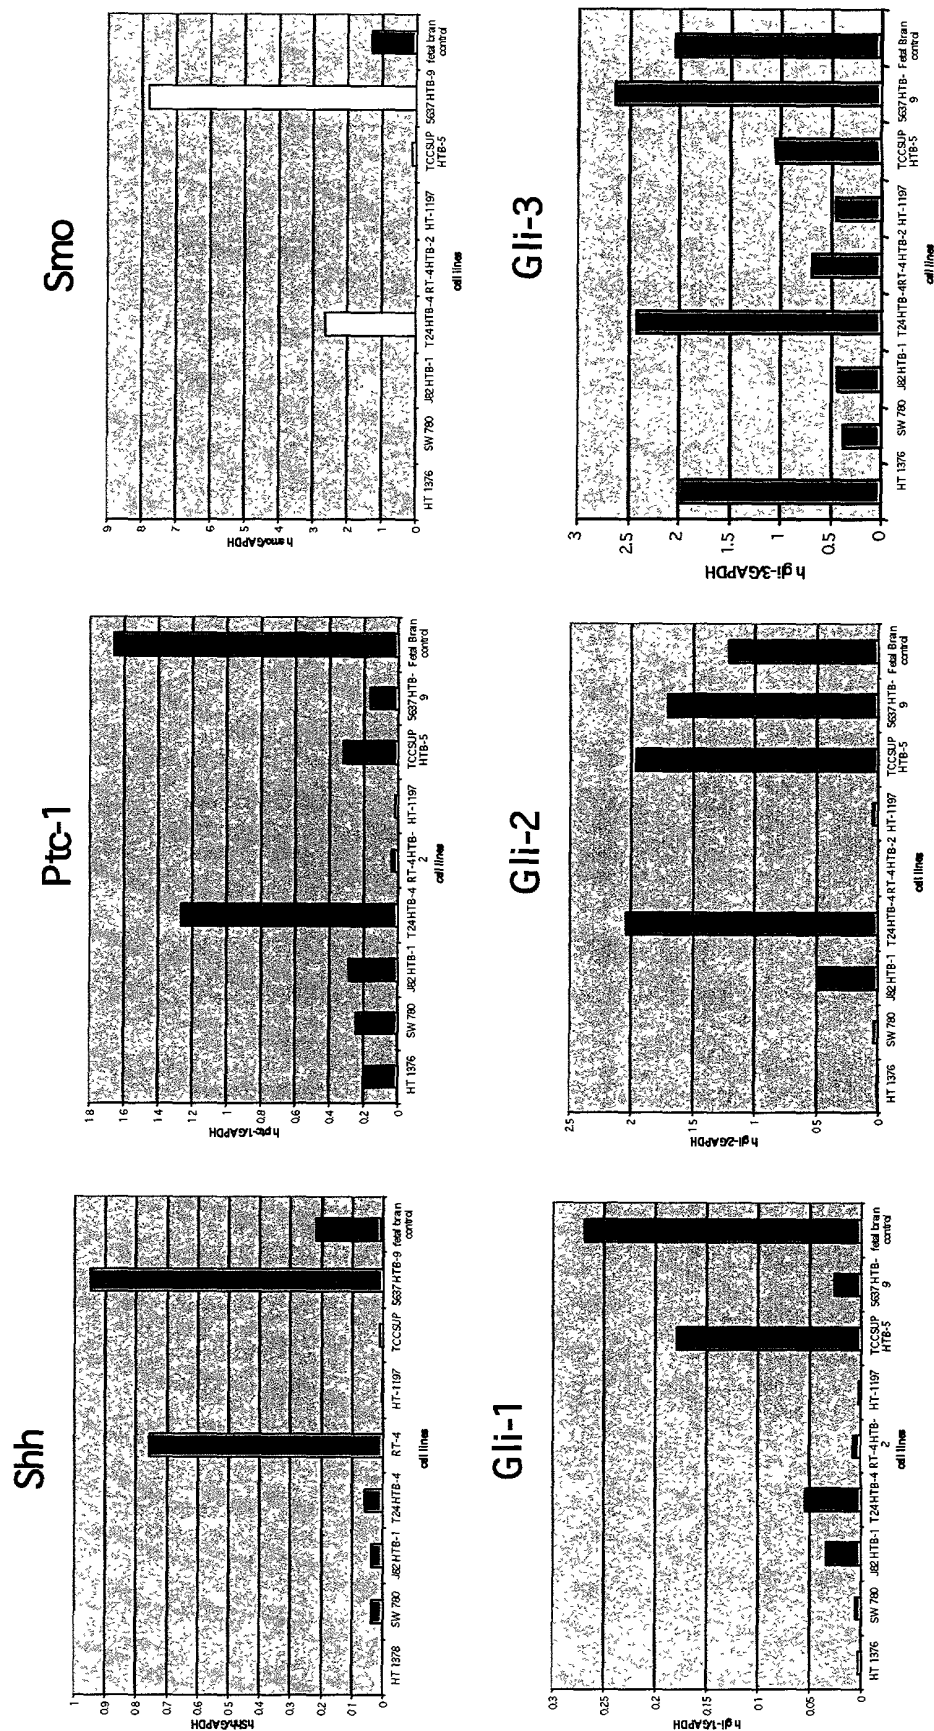 Shh
hShh/GAPDH
1
0.9
0.8
0.7
0.6
0.5
0.4
0.3
0.2
0.1
0
HT 1378
SW 780
J82 HTB-1
T24 HTB-4
RT-4
HT-1197
TCCSUP
5637 HTB-9
fetal brain control
cell lines
Ptc-1
h ptc-1/GAPDH
1.8
1.6
1.4
1.2
1
0.8
0.6
0.4
0.2
0
HT 1376
SW 780
J82 HTB-1
T24 HTB-4
RT-4 HTB-2
HT-1197
TCCSUP HTB-5
5637 HTB-9
Fetal Brain control
cell lines
Smo
h smo/GAPDH
9
8
7
6
5
4
3
2
1
0
HT 1376
SW 780
J82 HTB-1
T24 HTB-4
RT-4 HTB-2
HT-1197
TCCSUP HTB-5
5637 HTB-9
fetal brain control
cell lines
Gli-1
h gli-1/GAPDH
0.3
0.25
0.2
0.15
0.1
0.05
0
HT 1376
SW 780
J82 HTB-1
T24 HTB-4
RT-4 HTB-2
HT-1197
TCCSUP HTB-5
5637 HTB-9
fetal brain control
cell lines
Gli-2
h gli-2/GAPDH
2.5
2
1.5
1
0.5
0
HT 1376
SW 780
J82 HTB-1
T24 HTB-4
RT-4 HTB-2
HT-1197
TCCSUP HTB-5
5637 HTB-9
Fetal Brain control
cell lines
Gli-3
h gli-3/GAPDH
3
2.5
2
1.5
1
0.5
0
HT 1376
SW 780
J82 HTB-1
T24 HTB-4
RT-4 HTB-2
HT-1197
TCCSUP HTB-5
5637 HTB-9
Fetal Brain control
cell lines